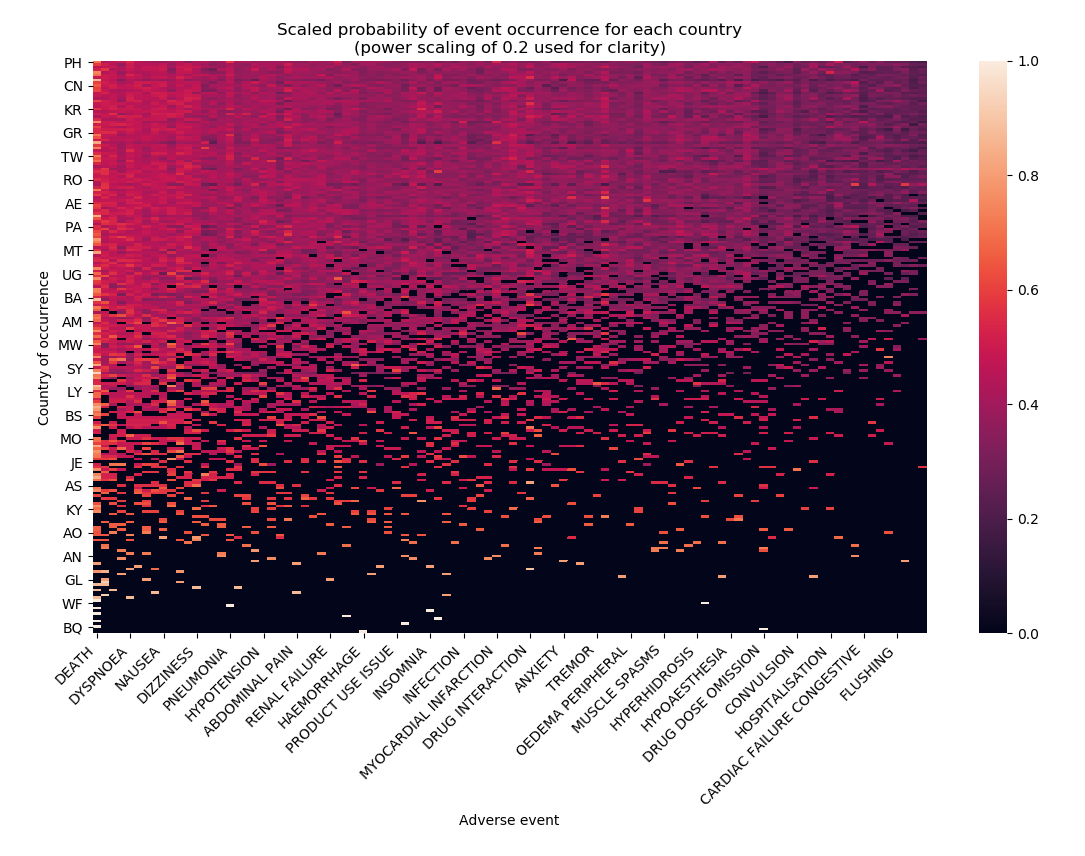 Scaled probability of event occurrence for each country
(power scaling of 0.2 used for clarity)
PH
CN
KR
GR
TW
RO
AE
PA
MT
UG
BA
AM
MW
SY
LY
BS
MO
JE
AS
KY
AO
AN
GL
WF
BQ
Country of occurrence
1.0
0.8
0.6
0.4
0.2
0.0
DEATH
DYSPNOEA
NAUSEA
DIZZINESS
PNEUMONIA
HYPOTENSION
ABDOMINAL PAIN
RENAL FAILURE
HAEMORRHAGE
PRODUCT USE ISSUE
INSOMNIA
INFECTION
MYOCARDIAL INFARCTION
DRUG INTERACTION
ANXIETY
TREMOR
OEDEMA PERIPHERAL
MUSCLE SPASMS
HYPERHIDROSIS
HYPOAESTHESIA
DRUG DOSE OMISSION
CONVULSION
HOSPITALISATION
CARDIAC FAILURE CONGESTIVE
FLUSHING
Adverse event